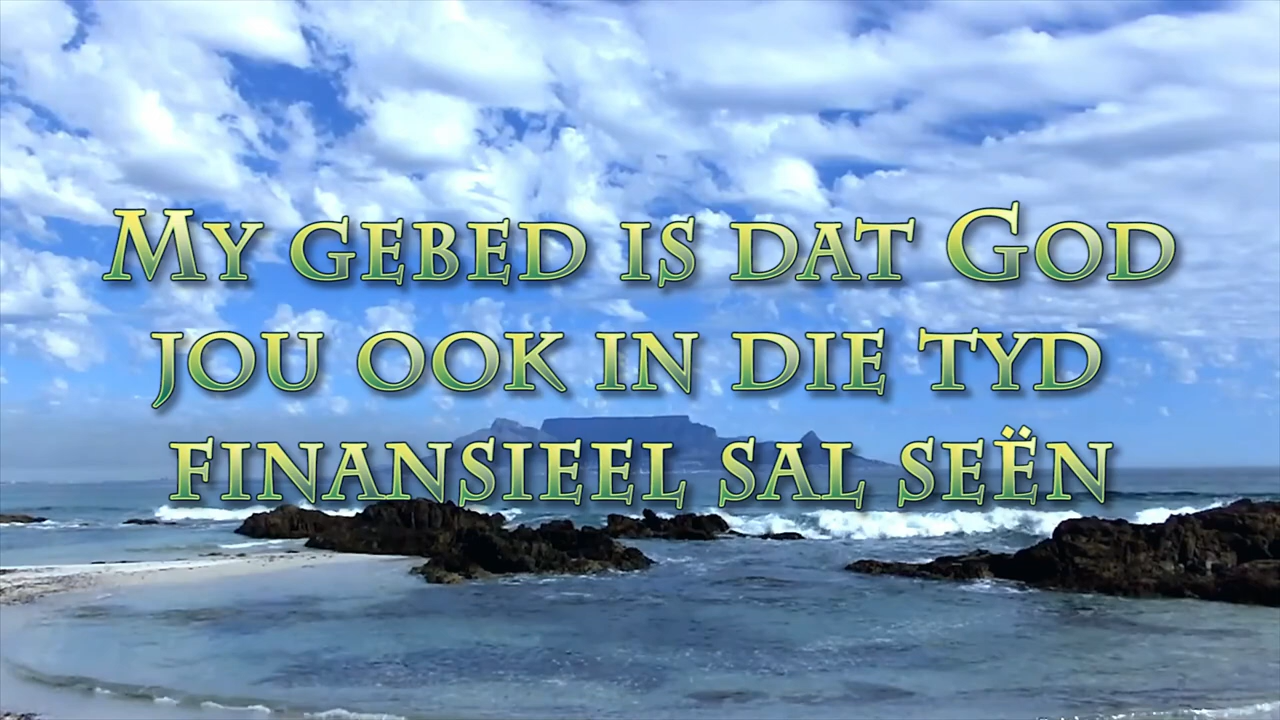 My gebed is dat God
jou ook in die tyd
finansieel sal seën